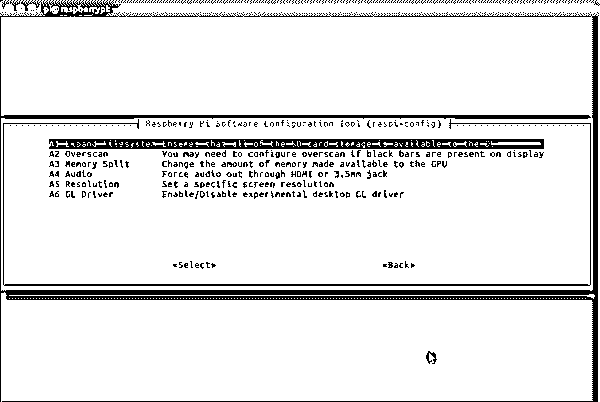 pi@raspberrypi:
Raspberry Pi Software Configuration Tool (raspi-config)
A1 Expand Filesystem Ensures that all of the SD card storage is available to the OS
A2 Overscan You may need to configure overscan if black bars are present on display
A3 Memory Split Change the amount of memory made available to the GPU
A4 Audio Force audio out through HDMI or 3.5mm jack
A5 Resolution Set a specific screen resolution
A6 GL Driver Enable/Disable experimental desktop GL driver
<Select> <Back>